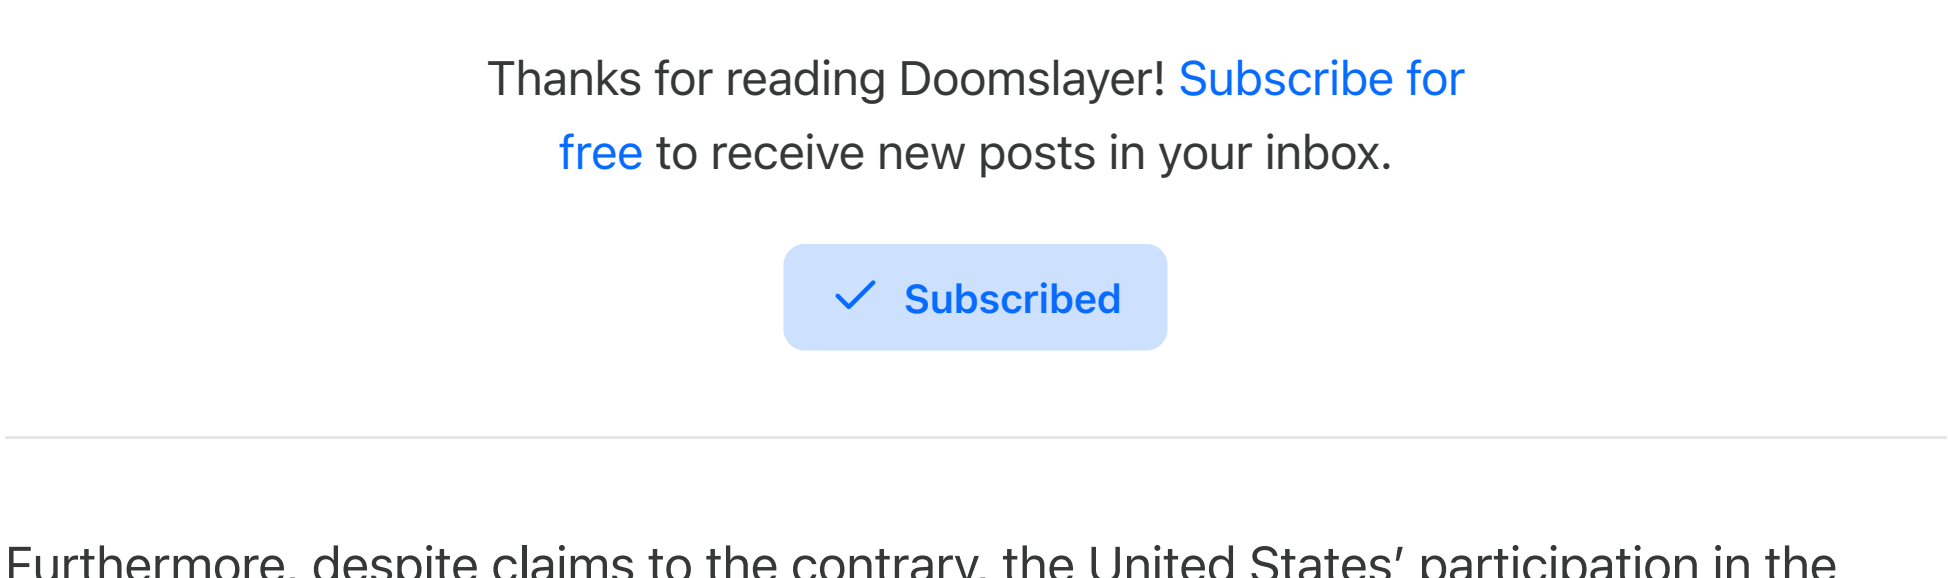 Thanks for reading Doomslayer! Subscribe for
free to receive new posts in your inbox.
Subscribed
Furthermore, despite claims to the contrary, the United States’ participation in the